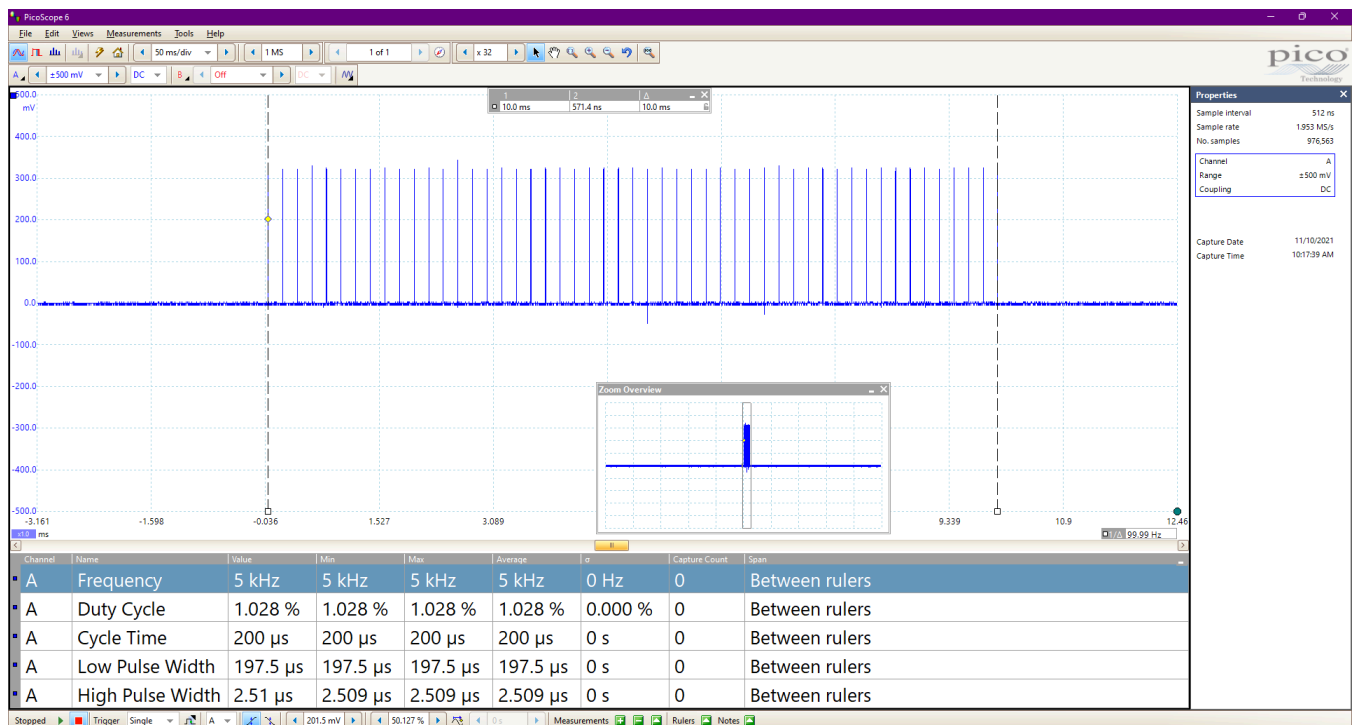 PicoScope 6
File Edit Views Measurements Tools Help
50 ms/div 1 MS 1 of 1 x 32
A ±500 mV DC B Off DC
pico
Technology
500.0
mV
400.0
300.0
200.0
100.0
0.0
-100.0
-200.0
-300.0
-400.0
-500.0
1 2 Δ
10.0 ms 571.4 ns 10.0 ms
Zoom Overview
-3.161 -1.598 -0.036 1.527 3.089 9.339 10.9 12.46
x1.0 ms
1/Δ 99.99 Hz
Properties
Sample interval 512 ns
Sample rate 1.953 MS/s
No. samples 976,563
Channel A
Range ±500 mV
Coupling DC
Capture Date 11/10/2021
Capture Time 10:17:39 AM
Channel Name Value Min Max Average σ Capture Count Span
A Frequency 5 kHz 5 kHz 5 kHz 5 kHz 0 Hz 0 Between rulers
A Duty Cycle 1.028 % 1.028 % 1.028 % 1.028 % 0.000 % 0 Between rulers
A Cycle Time 200 µs 200 µs 200 µs 200 µs 0 s 0 Between rulers
A Low Pulse Width 197.5 µs 197.5 µs 197.5 µs 197.5 µs 0 s 0 Between rulers
A High Pulse Width 2.51 µs 2.509 µs 2.509 µs 2.509 µs 0 s 0 Between rulers
Stopped Trigger Single A 201.5 mV 50.127 % 0 s Measurements Rulers Notes